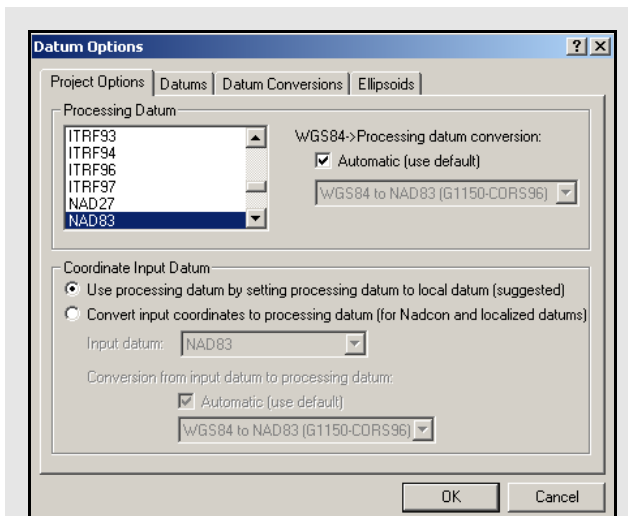 Datum Options
Project Options Datums Datum Conversions Ellipsoids
Processing Datum
ITRF93
ITRF94
ITRF96
ITRF97
NAD27
NAD83
WGS84->Processing datum conversion:
Automatic (use default)
WGS84 to NAD83 (G1150-CORS96)
Coordinate Input Datum
Use processing datum by setting processing datum to local datum (suggested)
Convert input coordinates to processing datum (for Nadcon and localized datums)
Input datum: NAD83
Conversion from input datum to processing datum:
Automatic (use default)
WGS84 to NAD83 (G1150-CORS96)
OK Cancel